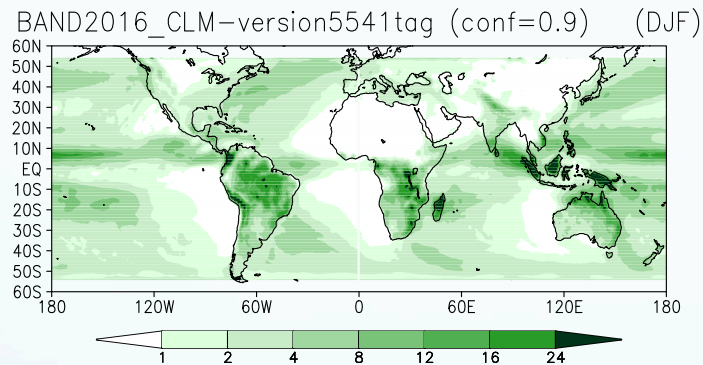 BAND2016_CLM-version5541tag (conf=0.9) (DJF)
60N
50N
40N
30N
20N
10N
EQ
10S
20S
30S
40S
50S
60S
180 120W 60W 0 60E 120E 180
1 2 4 8 12 16 24